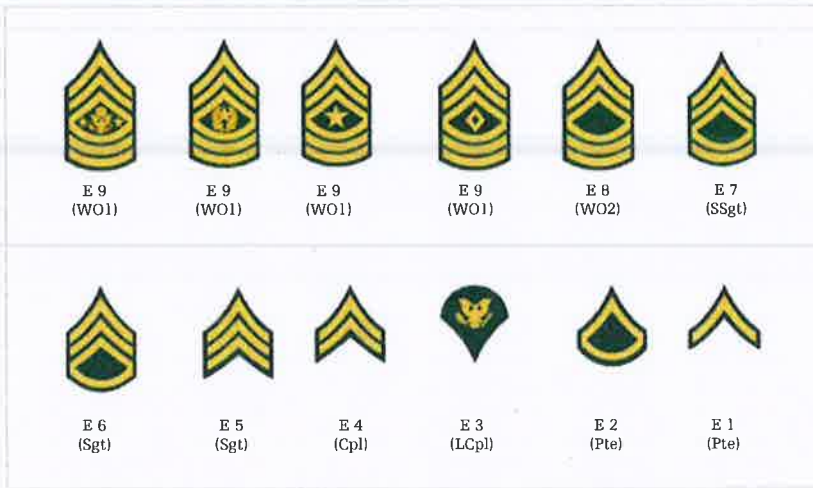 E 9 E 9 E 9 E 9 E 8 E 7
(WO1) (WO1) (WO1) (WO1) (WO2) (SSgt)
E 6 E 5 E 4 E 3 E 2 E 1
(Sgt) (Sgt) (Cpl) (LCpl) (Pte) (Pte)